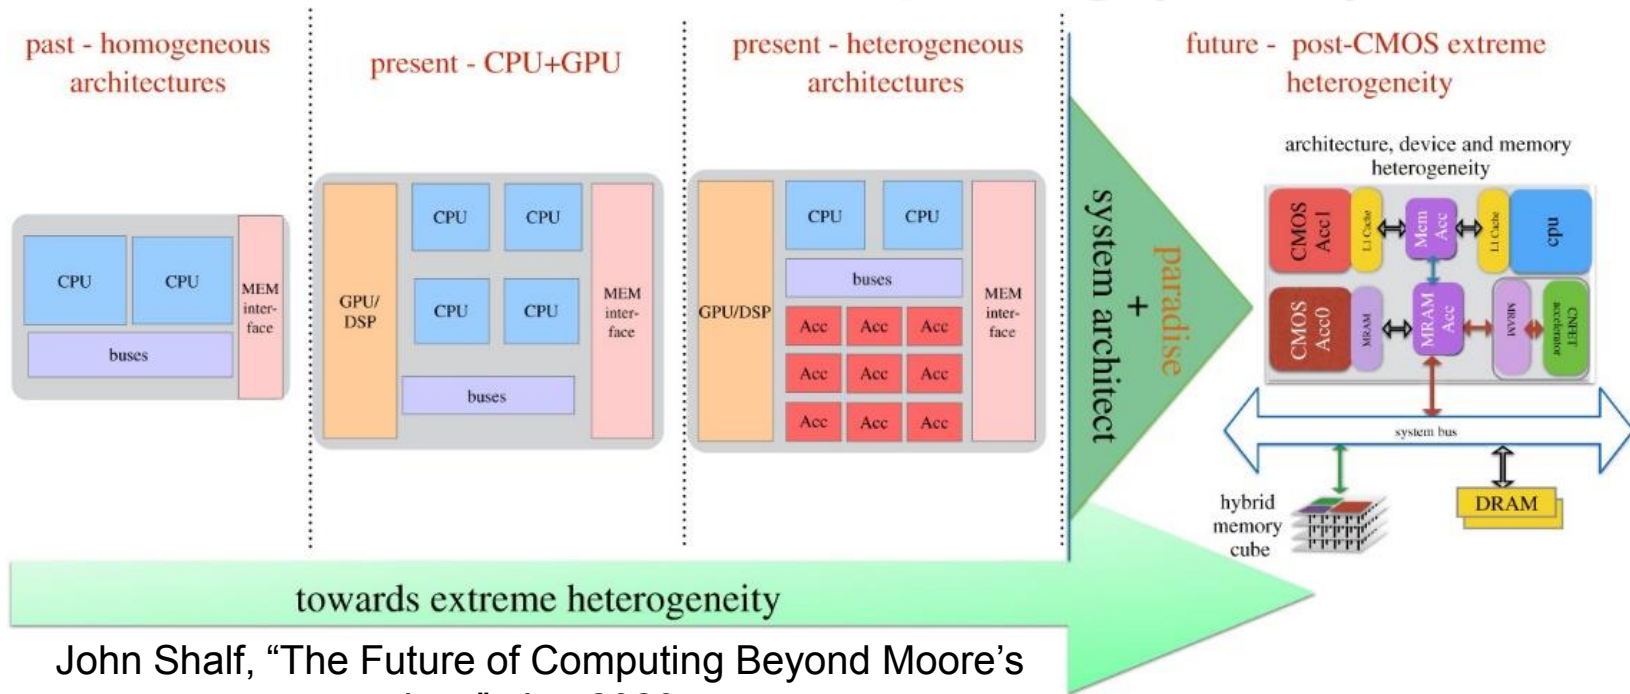 past - homogeneous
architectures
present - CPU+GPU
present - heterogeneous
architectures
future - post-CMOS extreme
heterogeneity
CPU
CPU
buses
MEM
inter-
face
GPU/
DSP
CPU
CPU
CPU
CPU
buses
MEM
inter-
face
GPU/DSP
CPU
CPU
buses
Acc
Acc
Acc
Acc
Acc
Acc
Acc
Acc
Acc
MEM
inter-
face
paradise
+
system architect
architecture, device and memory
heterogeneity
CMOS
Acc1
L1 Cache
Mem
Acc
L1 Cache
cpu
CMOS
Acc0
MRAM
MRAM
Acc
MRAM
CNFET
accelerator
system bus
hybrid
memory
cube
DRAM
towards extreme heterogeneity
John Shalf, “The Future of Computing Beyond Moore’s